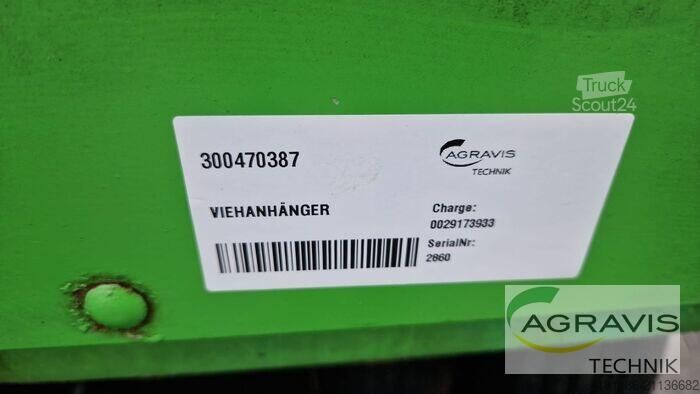 Truck
Scout24
300470387
AGRAVIS
TECHNIK
VIEHANHÄNGER
Charge:
0029173933
SerialNr:
2860
AGRAVIS
TECHNIK